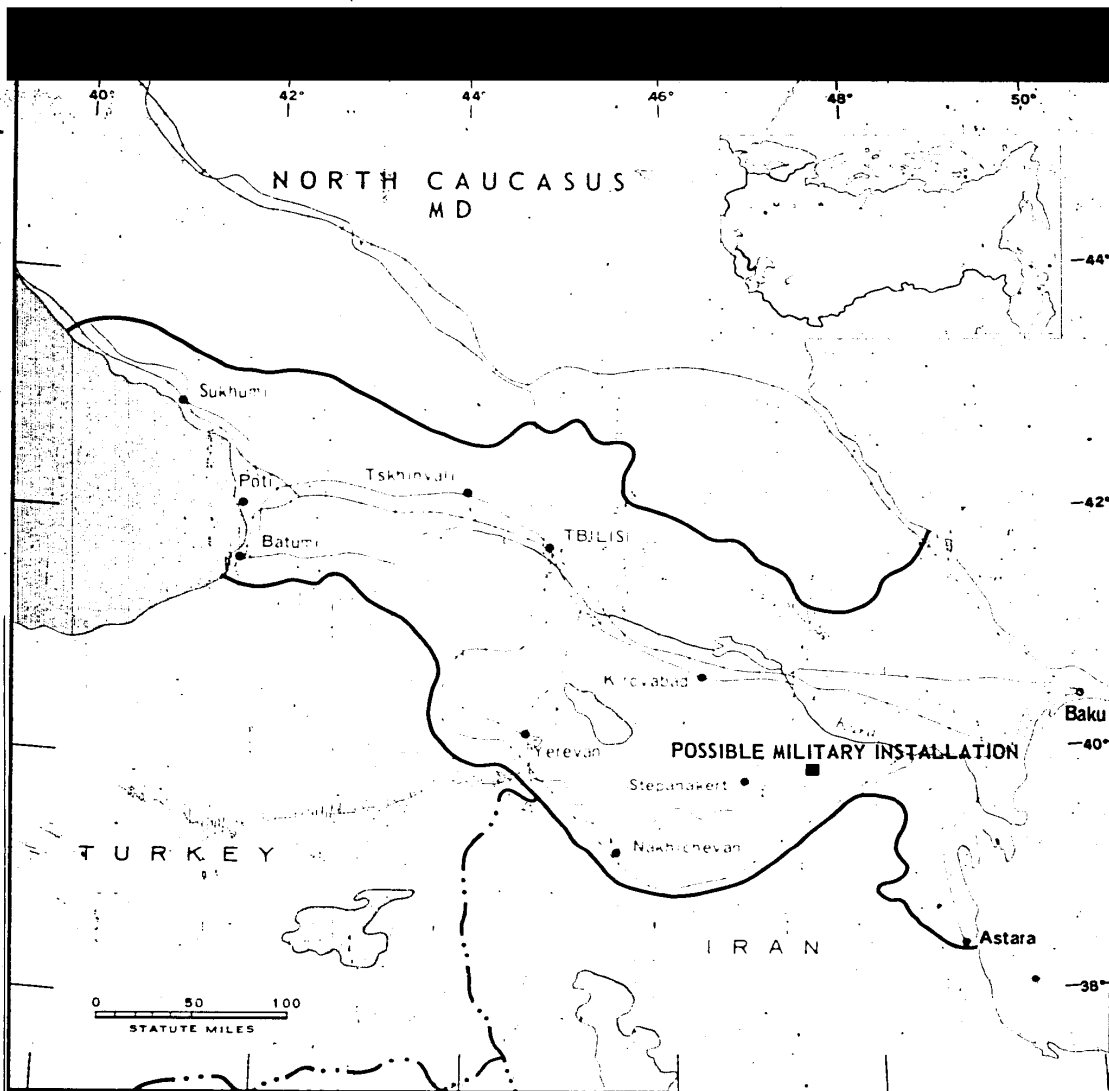 40° 42° 44° 46° 48° 50°
NORTH CAUCASUS
MD
44°
Sukhumi
42°
Tskhinvali
Poti
TBILISI
Batumi
Kirovabad
Baku
40°
Yerevan
POSSIBLE MILITARY INSTALLATION
Stepanakert
TURKEY
Nakhichevan
IRAN
Astara
38°
0 50 100
STATUTE MILES